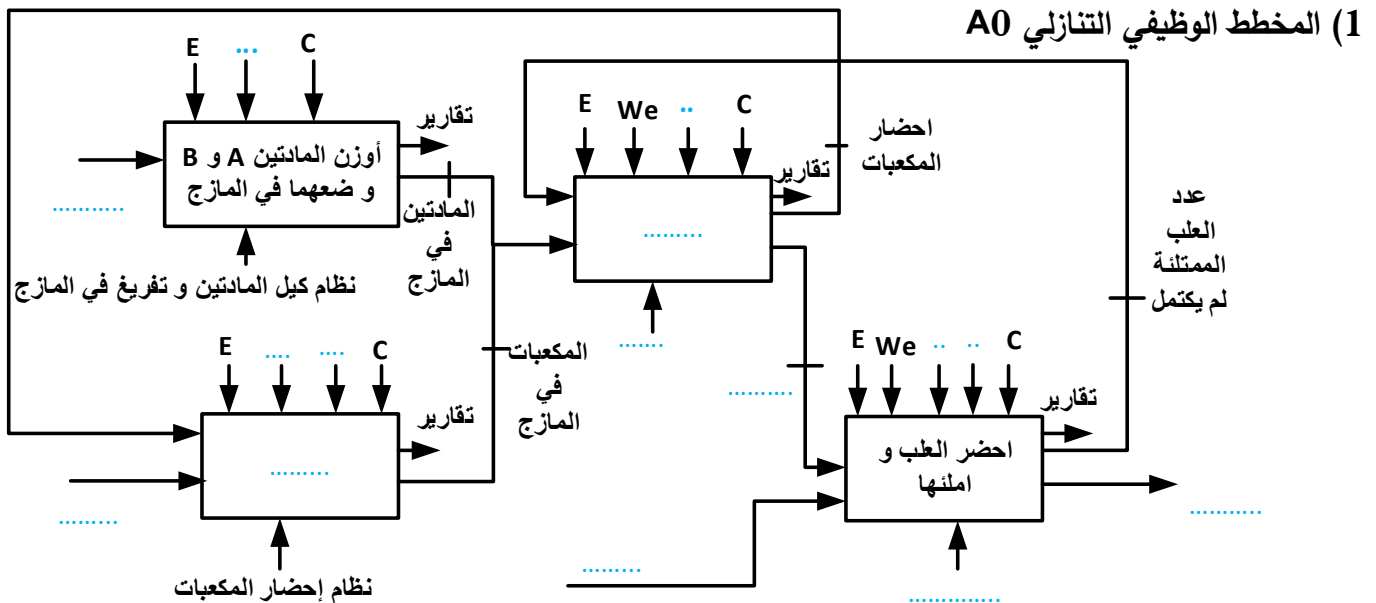 1) المخطط الوظيفي التنازلي A0
E ... C
تقارير
أوزن المادتين A و B
و ضعهما في المازج
...........
المادتين
في
المازج
نظام كيل المادتين و تفريغ في المازج
E We .. C
احضار
المكعبات
تقارير
.........
.......
عدد
العلب
الممتلئة
لم يكتمل
E .... .... C
المكعبات
في
المازج
تقارير
.........
..........
.........
نظام إحضار المكعبات
E We .. .. C
تقارير
احضر العلب و
املئها
...........
.........
.............